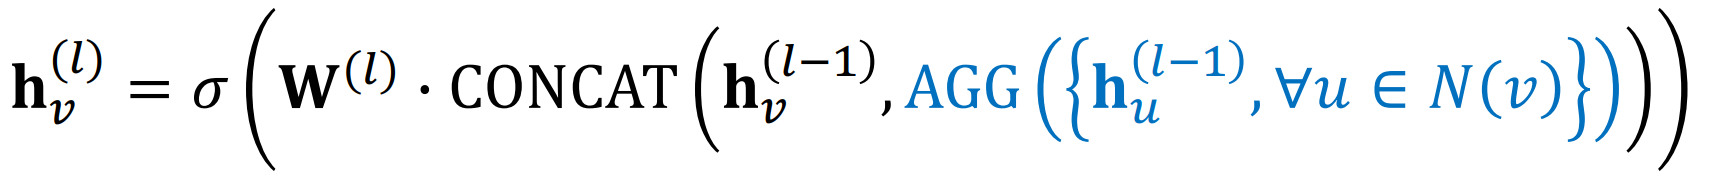 𝐡_v^(l) = σ(𝐖^(l) · CONCAT(𝐡_v^(l−1), AGG({𝐡_u^(l−1), ∀u ∈ N(v)})))